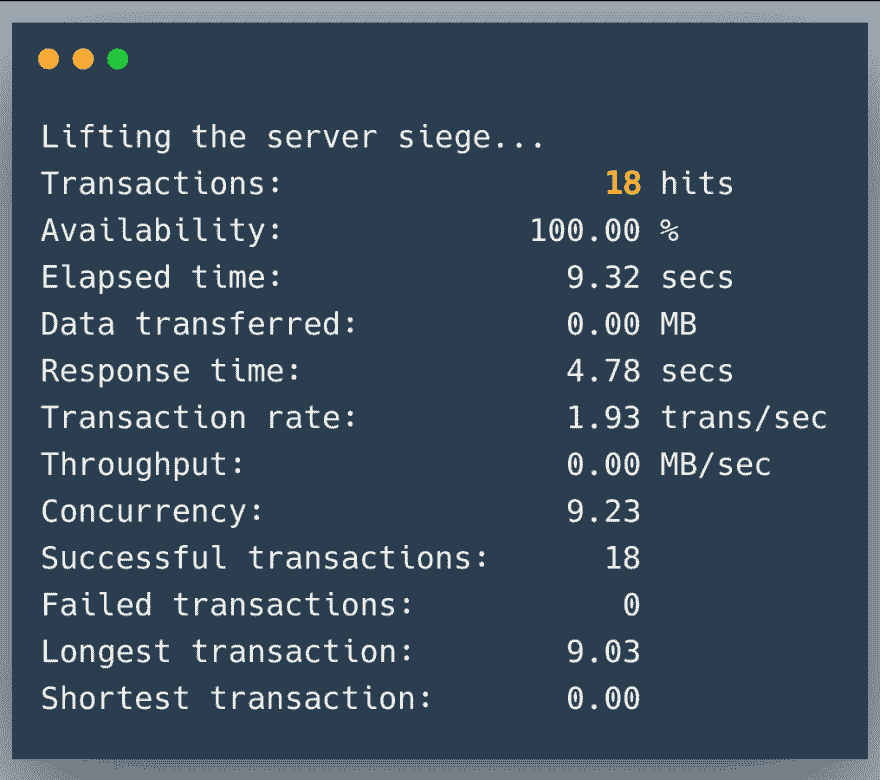 Lifting the server siege...
Transactions: 18 hits
Availability: 100.00 %
Elapsed time: 9.32 secs
Data transferred: 0.00 MB
Response time: 4.78 secs
Transaction rate: 1.93 trans/sec
Throughput: 0.00 MB/sec
Concurrency: 9.23
Successful transactions: 18
Failed transactions: 0
Longest transaction: 9.03
Shortest transaction: 0.00